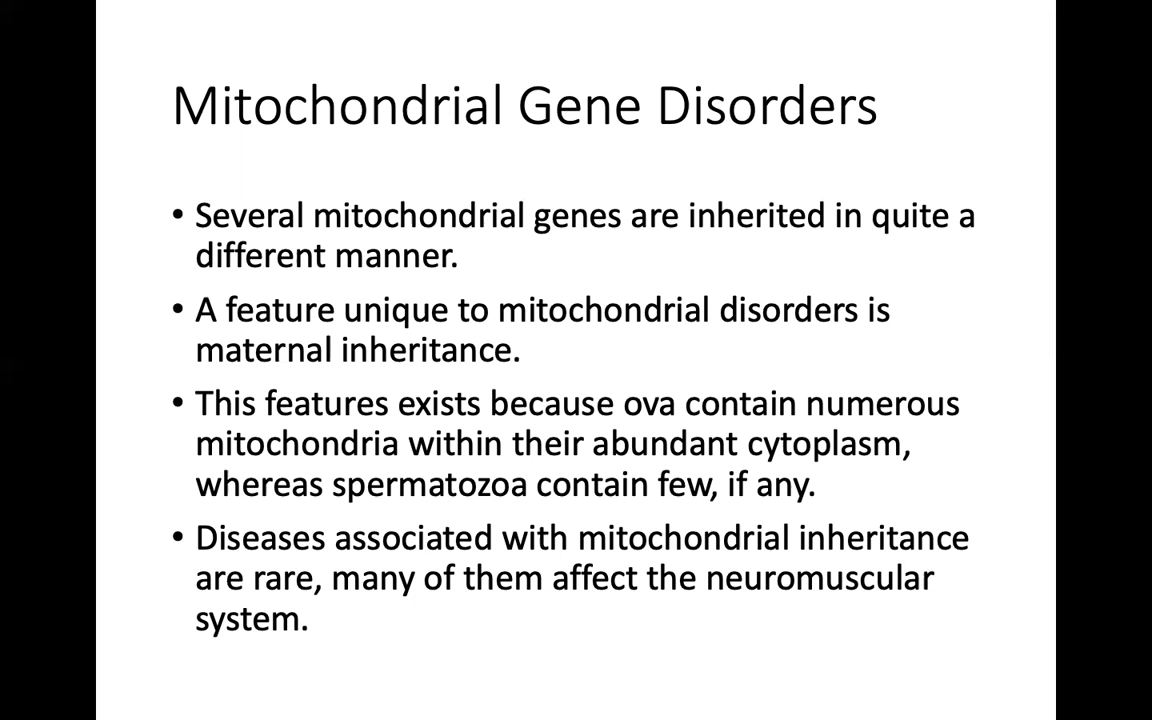 Mitochondrial Gene Disorders
• Several mitochondrial genes are inherited in quite a
different manner.
• A feature unique to mitochondrial disorders is
maternal inheritance.
• This features exists because ova contain numerous
mitochondria within their abundant cytoplasm,
whereas spermatozoa contain few, if any.
• Diseases associated with mitochondrial inheritance
are rare, many of them affect the neuromuscular
system.